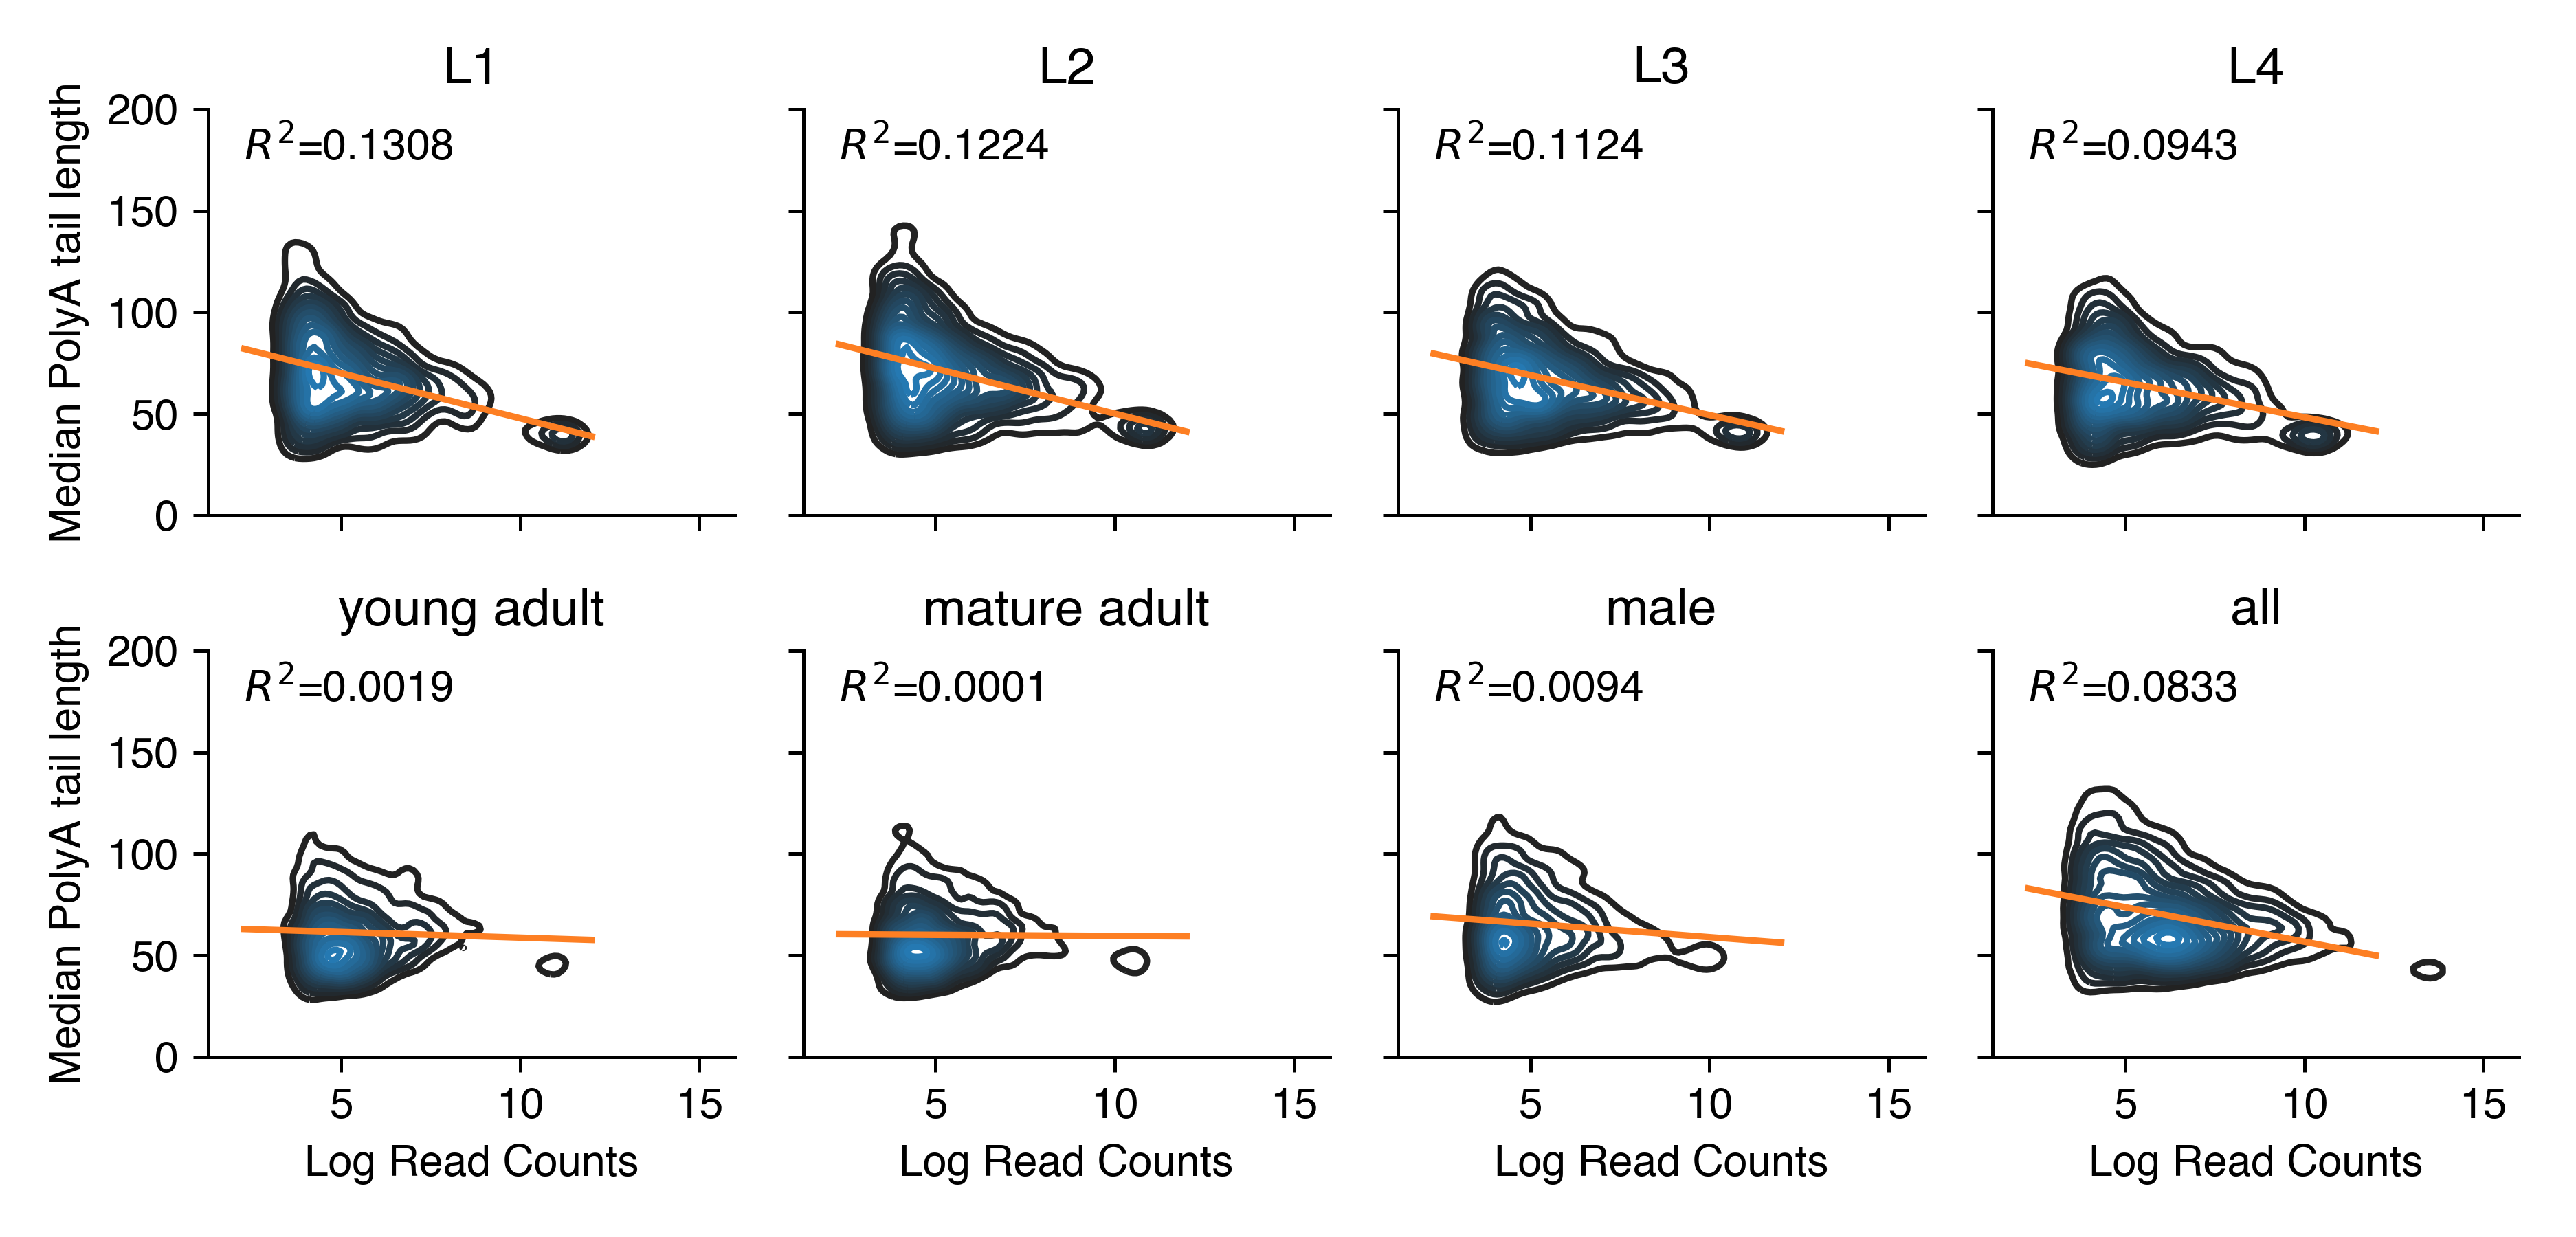 L1
L2
L3
L4
Median PolyA tail length
200
150
100
50
0
R²=0.1308
R²=0.1224
R²=0.1124
R²=0.0943
young adult
mature adult
male
all
Median PolyA tail length
200
150
100
50
0
R²=0.0019
R²=0.0001
R²=0.0094
R²=0.0833
5 10 15
5 10 15
5 10 15
5 10 15
Log Read Counts
Log Read Counts
Log Read Counts
Log Read Counts